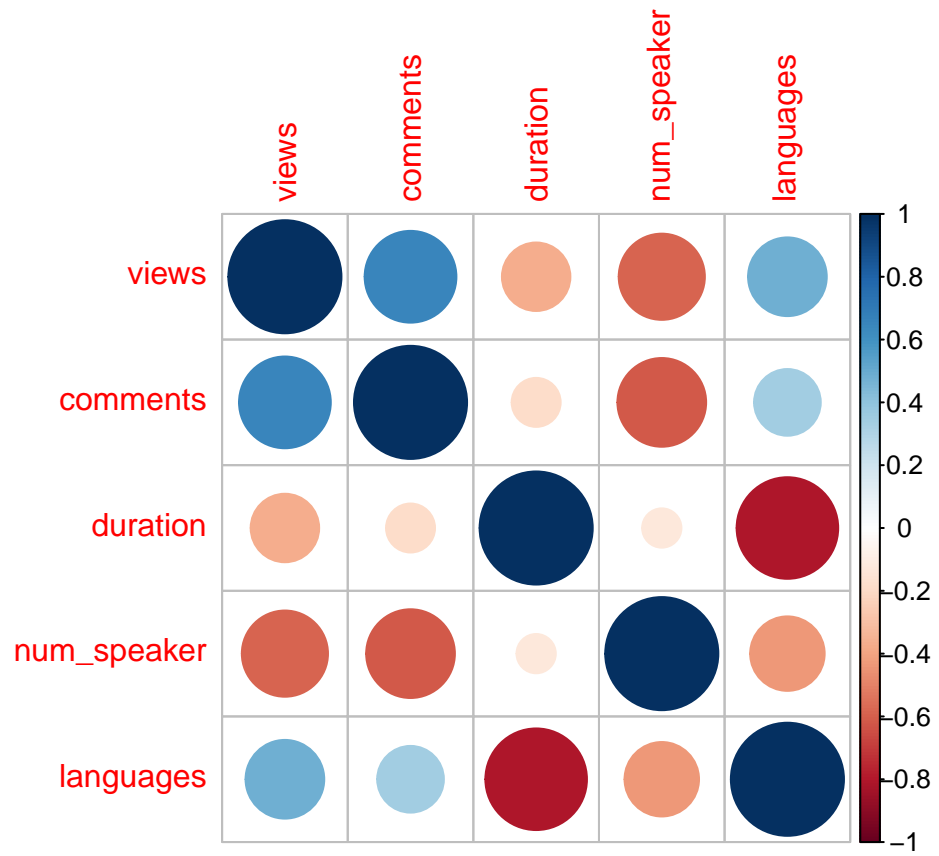 views
comments
duration
num_speaker
languages
views
comments
duration
num_speaker
languages
1
0.8
0.6
0.4
0.2
0
−0.2
−0.4
−0.6
−0.8
−1